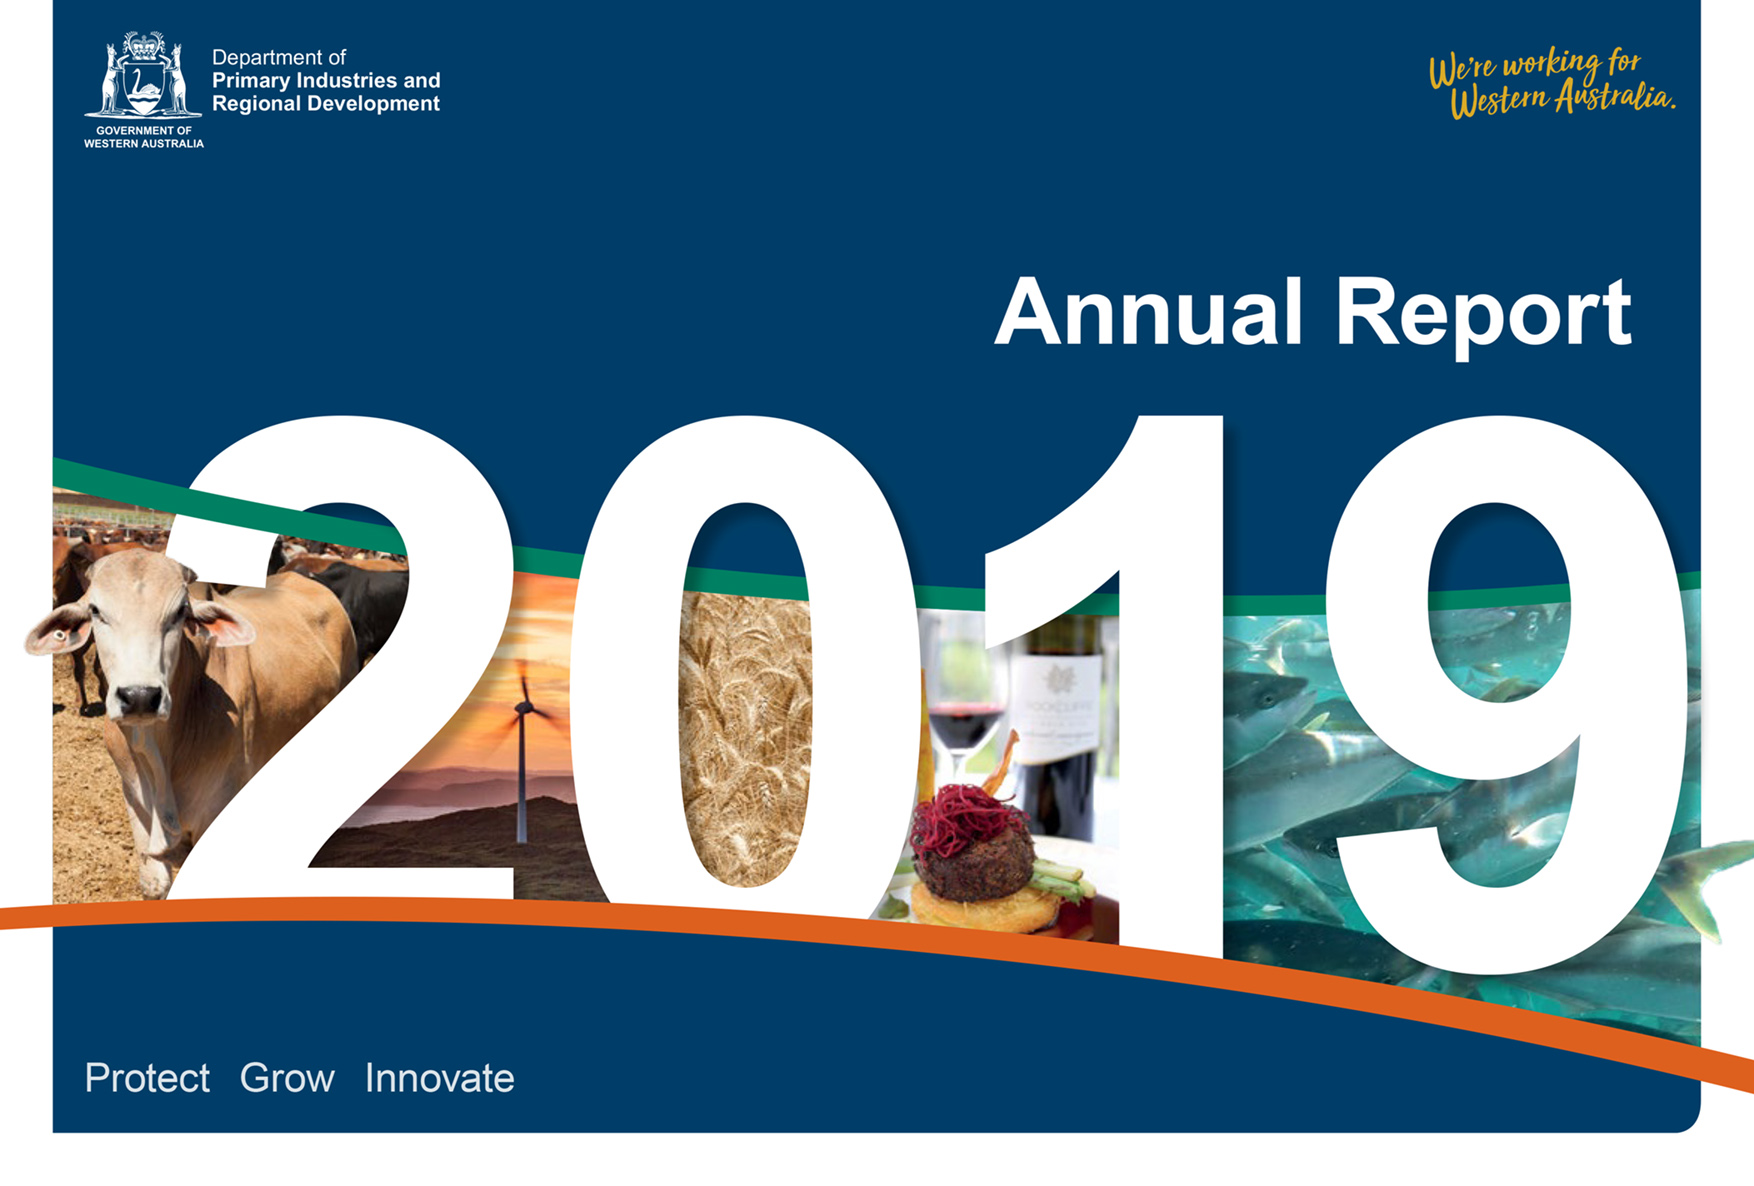 Department of
Primary Industries and
Regional Development
GOVERNMENT OF
WESTERN AUSTRALIA
We're working for
Western Australia.
Annual Report
2019
Protect Grow Innovate